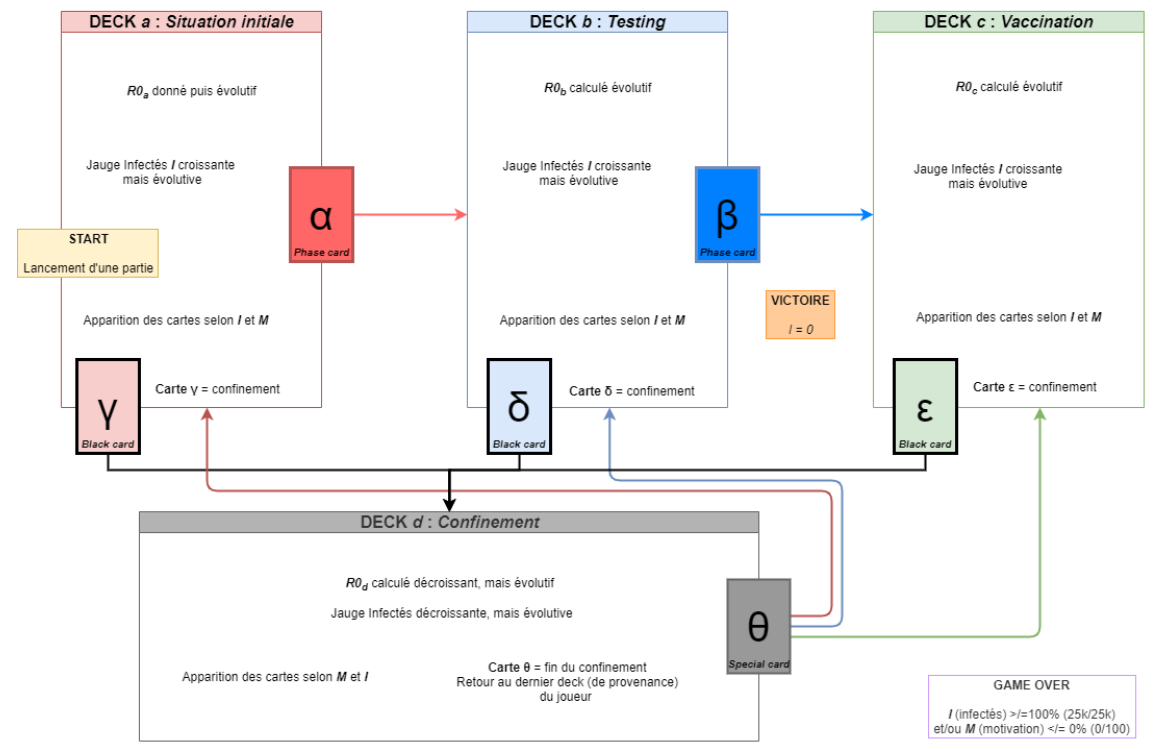 DECK a : Situation initiale
R0a donné puis évolutif
Jauge Infectés I croissante
mais évolutive
α
Phase card
START
Lancement d'une partie
Apparition des cartes selon I et M
Carte γ = confinement
γ
Black card
DECK b : Testing
R0b calculé évolutif
Jauge Infectés I croissante
mais évolutive
β
Phase card
Apparition des cartes selon I et M
Carte δ = confinement
δ
Black card
VICTOIRE
I = 0
DECK c : Vaccination
R0c calculé évolutif
Jauge Infectés I croissante
mais évolutive
Apparition des cartes selon I et M
Carte ε = confinement
ε
Black card
DECK d : Confinement
R0d calculé décroissant, mais évolutif
Jauge Infectés décroissante, mais évolutive
Apparition des cartes selon M et I
Carte θ = fin du confinement
Retour au dernier deck (de provenance)
du joueur
θ
Special card
GAME OVER
I (infectés) >/=100% (25k/25k)
et/ou M (motivation) </= 0% (0/100)